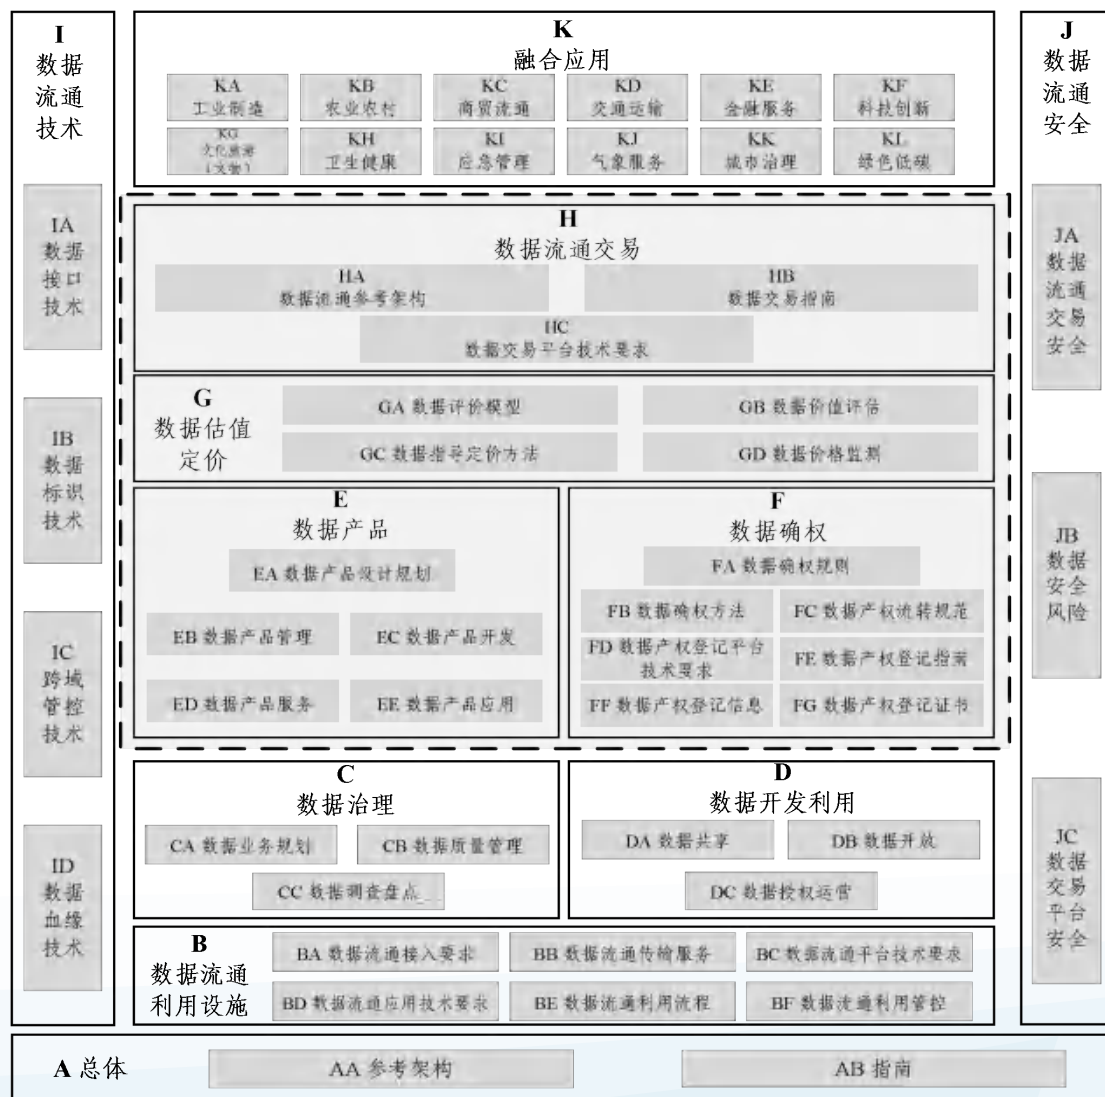 I
数据
流通
技术
IA
数据
接口
技术
IB
数据
标识
技术
IC
跨域
管控
技术
ID
数据
血缘
技术
K
融合应用
KA
工业制造
KB
农业农村
KC
商贸流通
KD
交通运输
KE
金融服务
KF
科技创新
KG
文化旅游
(文物)
KH
卫生健康
KI
应急管理
KJ
气象服务
KK
城市治理
KL
绿色低碳
H
数据流通交易
HA
数据流通参考架构
HB
数据交易指南
HC
数据交易平台技术要求
G
数据估值
定价
GA 数据评价模型
GB 数据价值评估
GC 数据指导定价方法
GD 数据价格监测
E
数据产品
EA 数据产品设计规划
EB 数据产品管理
EC 数据产品开发
ED 数据产品服务
EE 数据产品应用
F
数据确权
FA 数据确权规则
FB 数据确权方法
FC 数据产权流转规范
FD 数据产权登记平台
技术要求
FE 数据产权登记指南
FF 数据产权登记信息
FG 数据产权登记证书
C
数据治理
CA 数据业务规划
CB 数据质量管理
CC 数据调查盘点
D
数据开发利用
DA 数据共享
DB 数据开放
DC 数据授权运营
B
数据流通
利用设施
BA 数据流通接入要求
BB 数据流通传输服务
BC 数据流通平台技术要求
BD 数据流通应用技术要求
BE 数据流通利用流程
BF 数据流通利用管控
J
数据
流通
安全
JA
数据
流通
交易
安全
JB
数据
安全
风险
JC
数据
交易
平台
安全
A 总体
AA 参考架构
AB 指南